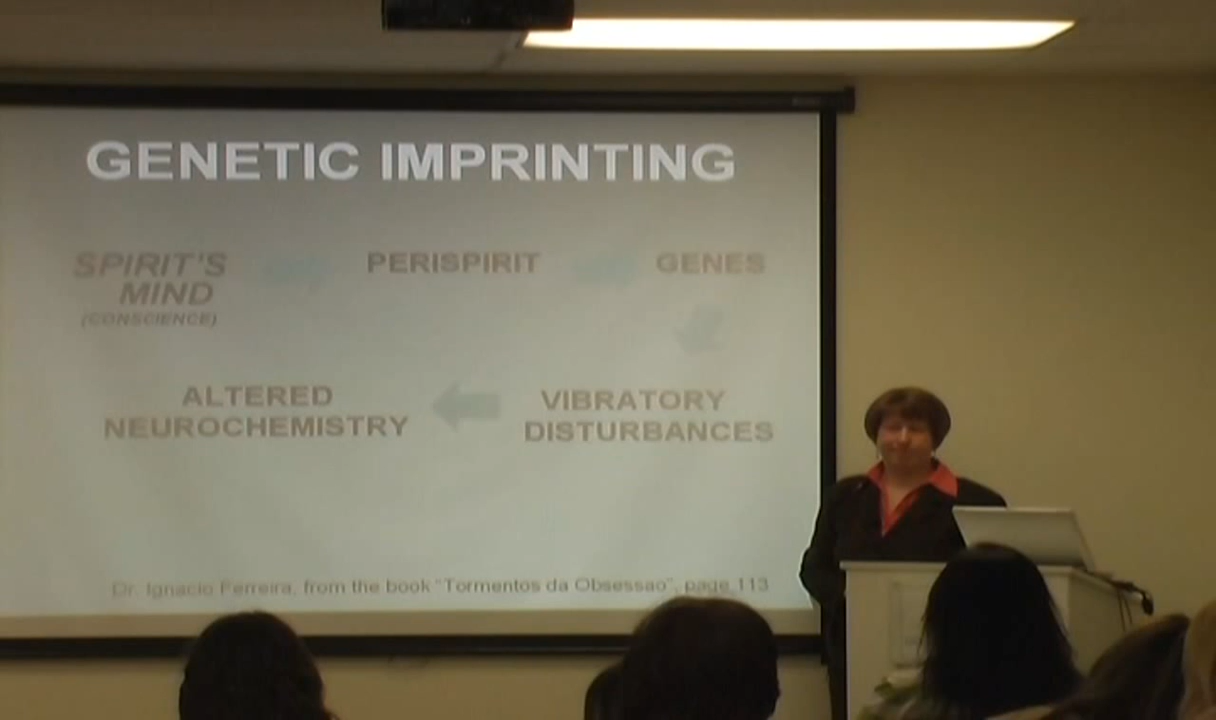 GENETIC IMPRINTING
SPIRIT'S PERISPIRIT GENES
MIND
(CONSCIENCE)
ALTERED VIBRATORY
NEUROCHEMISTRY DISTURBANCES
Dr. Ignacio Ferreira, from the book "Tormentos da Obsessao", page 113